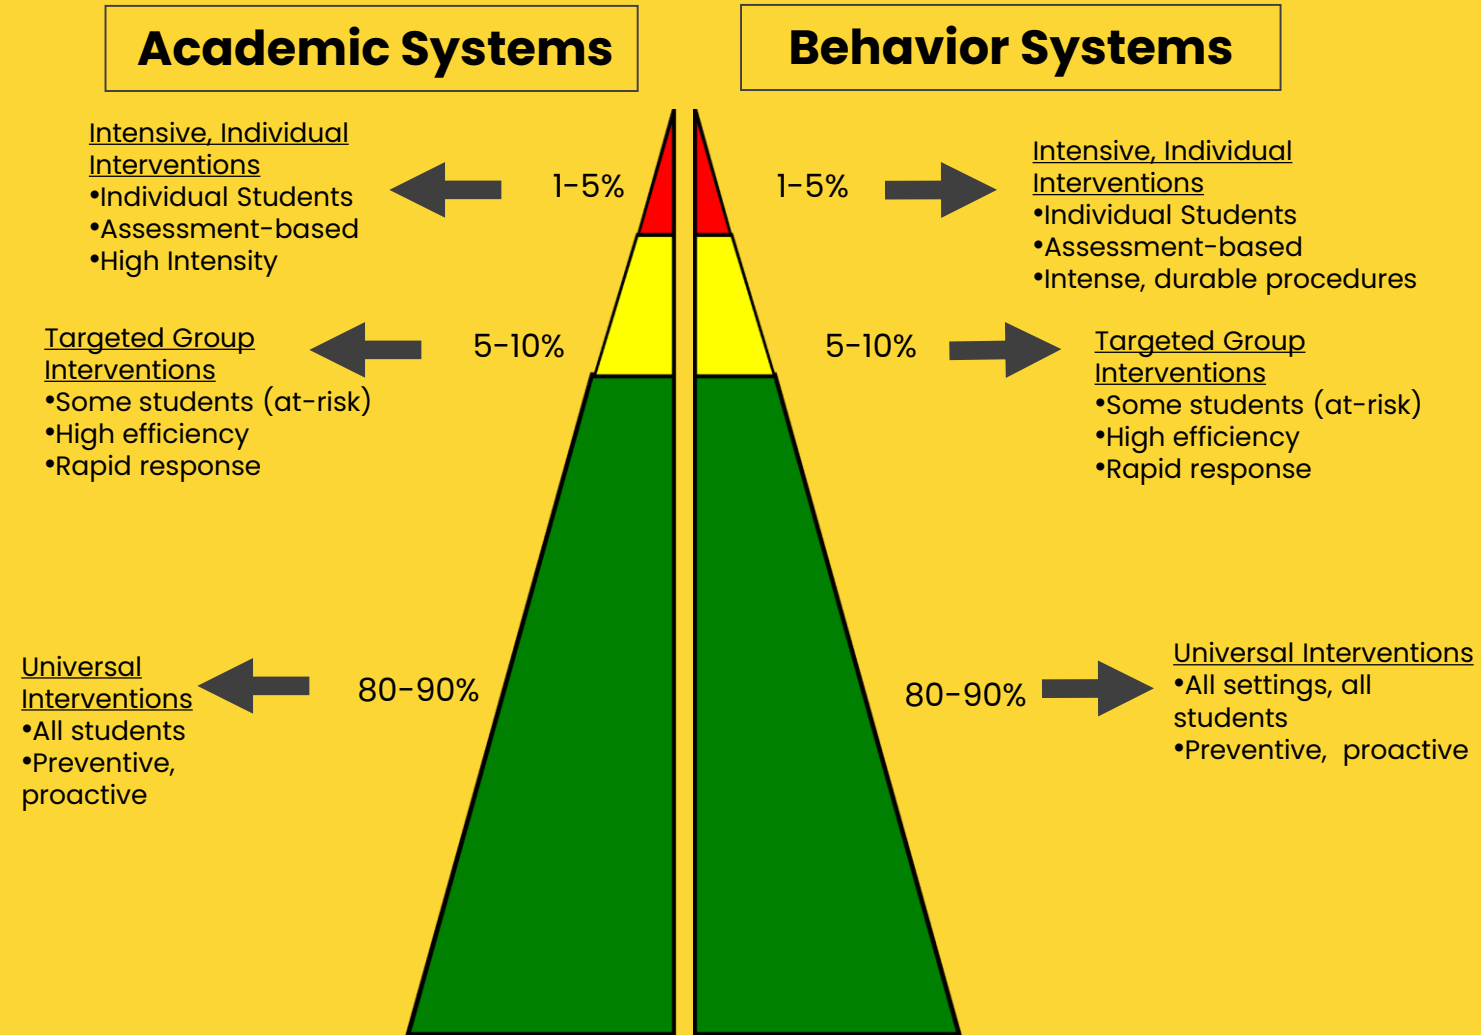 Academic Systems
Behavior Systems
Intensive, Individual
Interventions
•Individual Students
•Assessment-based
•High Intensity
1-5%
1-5%
Intensive, Individual
Interventions
•Individual Students
•Assessment-based
•Intense, durable procedures
Targeted Group
Interventions
•Some students (at-risk)
•High efficiency
•Rapid response
5-10%
5-10%
Targeted Group
Interventions
•Some students (at-risk)
•High efficiency
•Rapid response
Universal
Interventions
•All students
•Preventive,
proactive
80-90%
80-90%
Universal Interventions
•All settings, all
students
•Preventive,  proactive